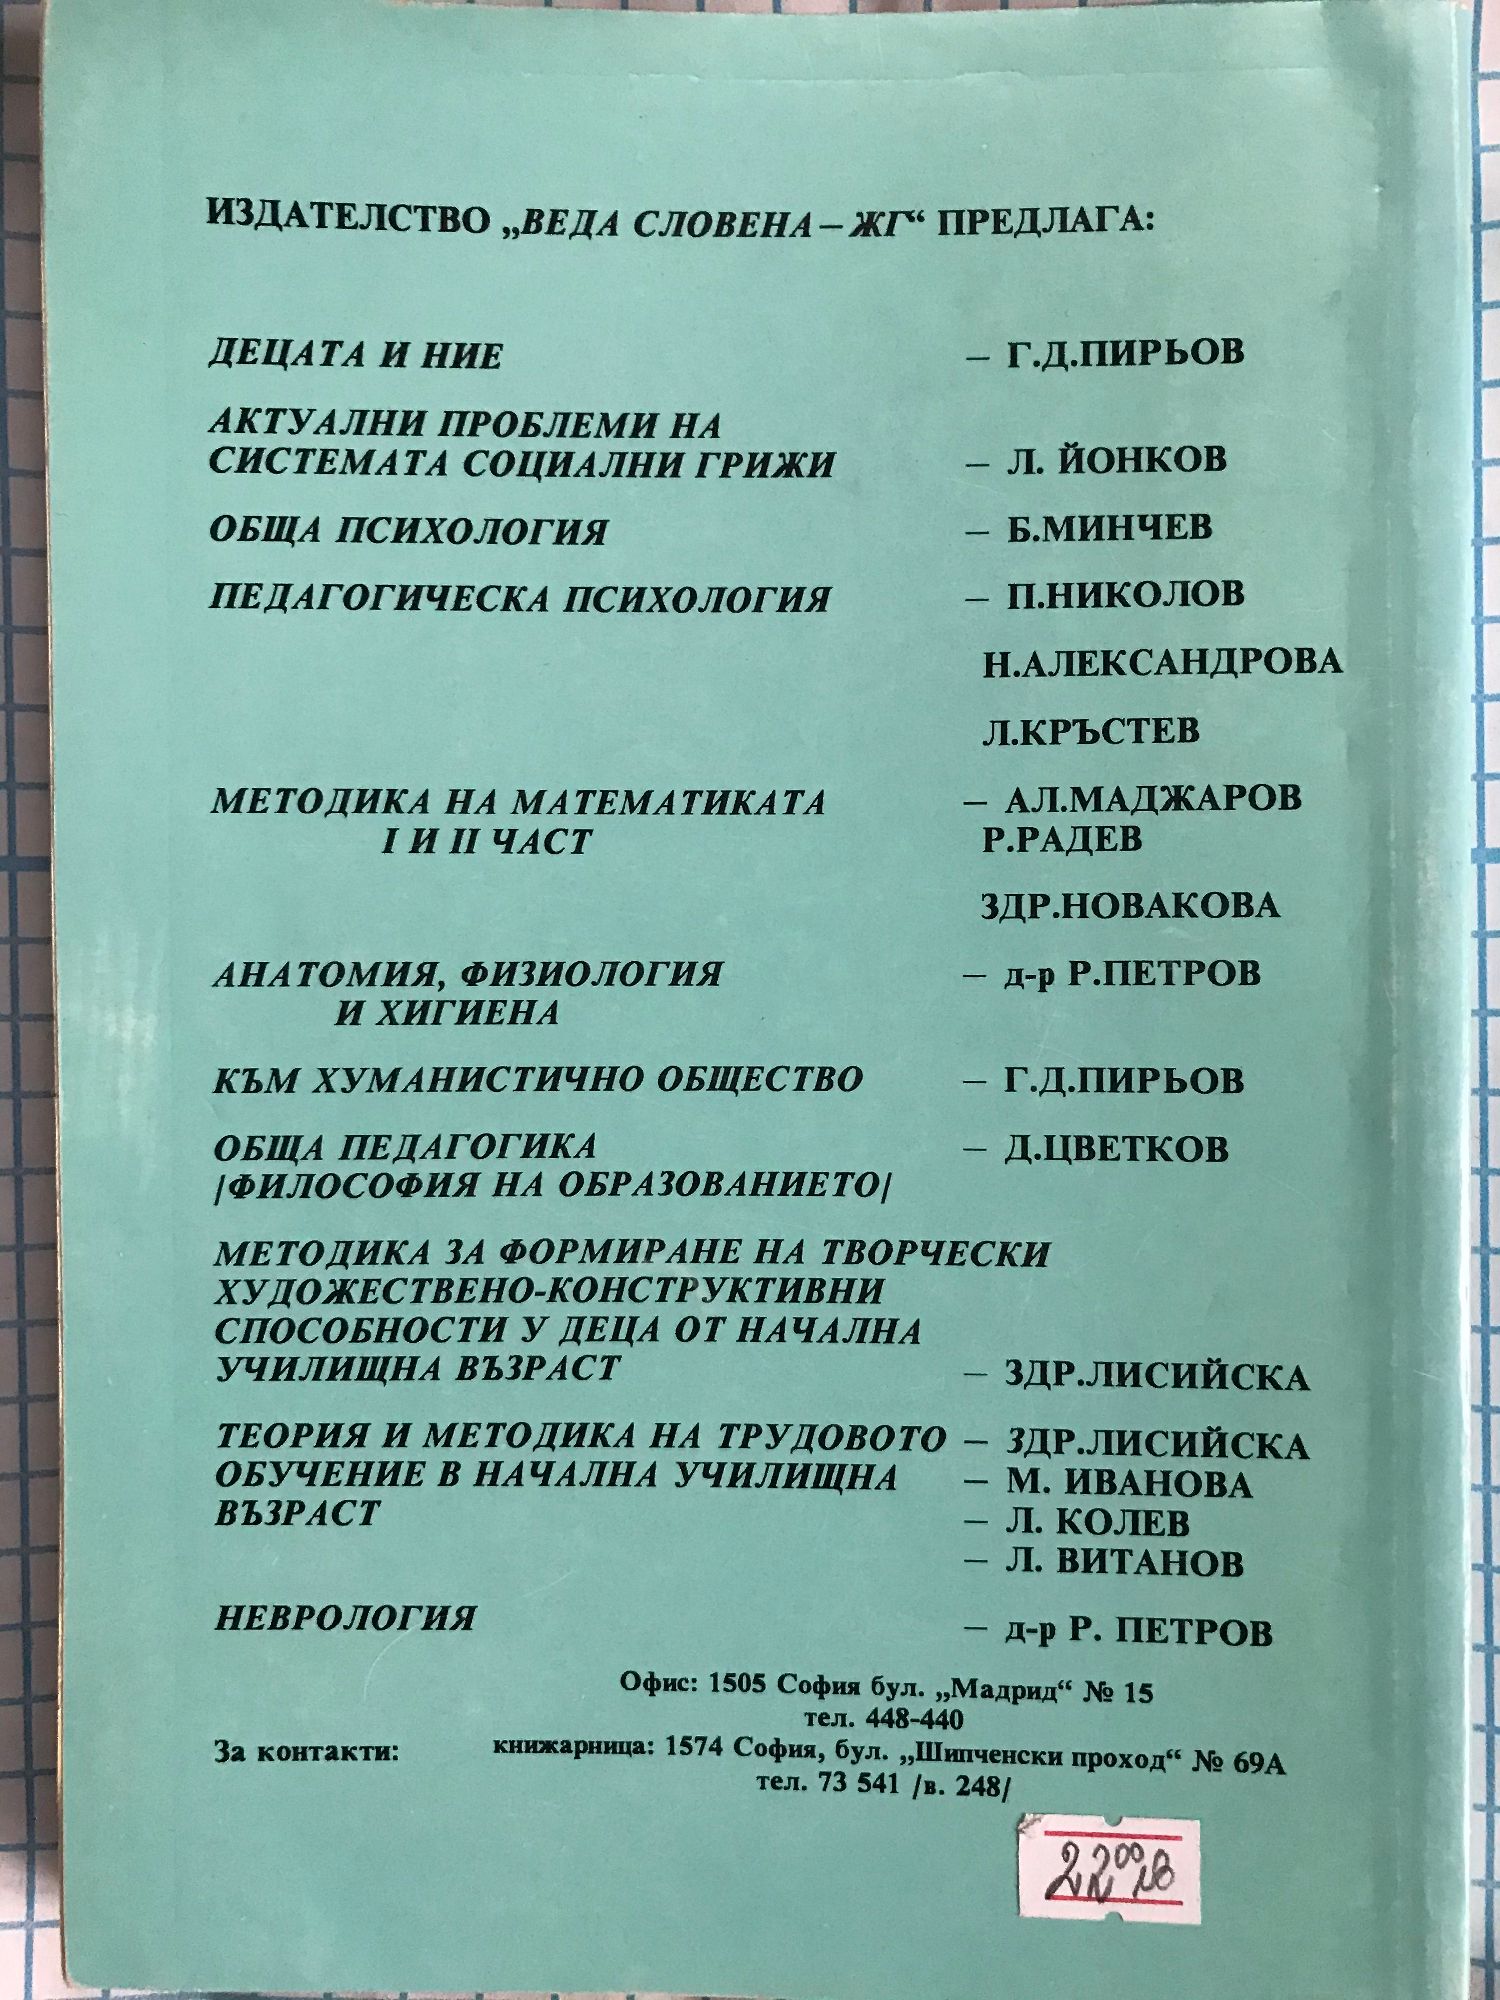 ИЗДАТЕЛСТВО „ВЕДА СЛОВЕНА – ЖГ“ ПРЕДЛАГА:
ДЕЦАТА И НИЕ – Г.Д.ПИРЬОВ
АКТУАЛНИ ПРОБЛЕМИ НА
СИСТЕМАТА СОЦИАЛНИ ГРИЖИ – Л. ЙОНКОВ
ОБЩА ПСИХОЛОГИЯ – Б.МИНЧЕВ
ПЕДАГОГИЧЕСКА ПСИХОЛОГИЯ – П.НИКОЛОВ
Н.АЛЕКСАНДРОВА
Л.КРЪСТЕВ
МЕТОДИКА НА МАТЕМАТИКАТА – АЛ.МАДЖАРОВ
I И II ЧАСТ Р.РАДЕВ
ЗДР.НОВАКОВА
АНАТОМИЯ, ФИЗИОЛОГИЯ – д-р Р.ПЕТРОВ
И ХИГИЕНА
КЪМ ХУМАНИСТИЧНО ОБЩЕСТВО – Г.Д.ПИРЬОВ
ОБЩА ПЕДАГОГИКА – Д.ЦВЕТКОВ
/ФИЛОСОФИЯ НА ОБРАЗОВАНИЕТО/
МЕТОДИКА ЗА ФОРМИРАНЕ НА ТВОРЧЕСКИ
ХУДОЖЕСТВЕНО-КОНСТРУКТИВНИ
СПОСОБНОСТИ У ДЕЦА ОТ НАЧАЛНА
УЧИЛИЩНА ВЪЗРАСТ – ЗДР.ЛИСИЙСКА
ТЕОРИЯ И МЕТОДИКА НА ТРУДОВОТО – ЗДР.ЛИСИЙСКА
ОБУЧЕНИЕ В НАЧАЛНА УЧИЛИЩНА – М. ИВАНОВА
ВЪЗРАСТ – Л. КОЛЕВ
– Л. ВИТАНОВ
НЕВРОЛОГИЯ – д-р Р. ПЕТРОВ
Офис: 1505 София бул. „Мадрид“ № 15
тел. 448-440
За контакти: книжарница: 1574 София, бул. „Шипченски проход“ № 69А
тел. 73 541 /в. 248/
22 00 лв